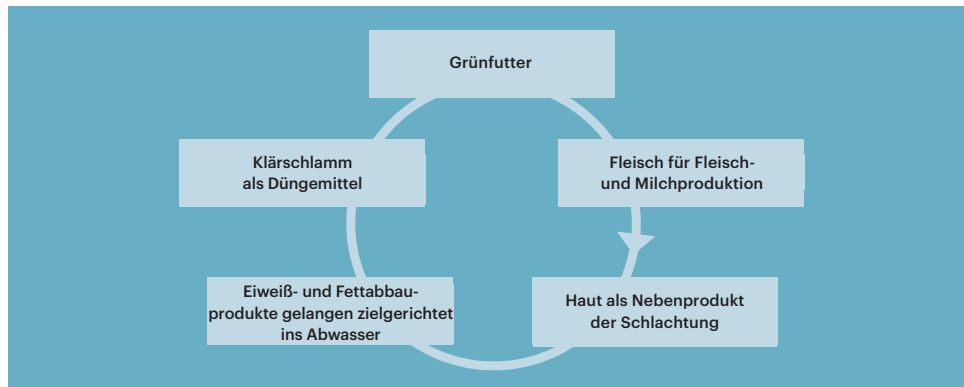 Grünfutter
Fleisch für Fleisch-
und Milchproduktion
Haut als Nebenprodukt
der Schlachtung
Eiweiß- und Fettabbau-
produkte gelangen zielgerichtet
ins Abwasser
Klärschlamm
als Düngemittel